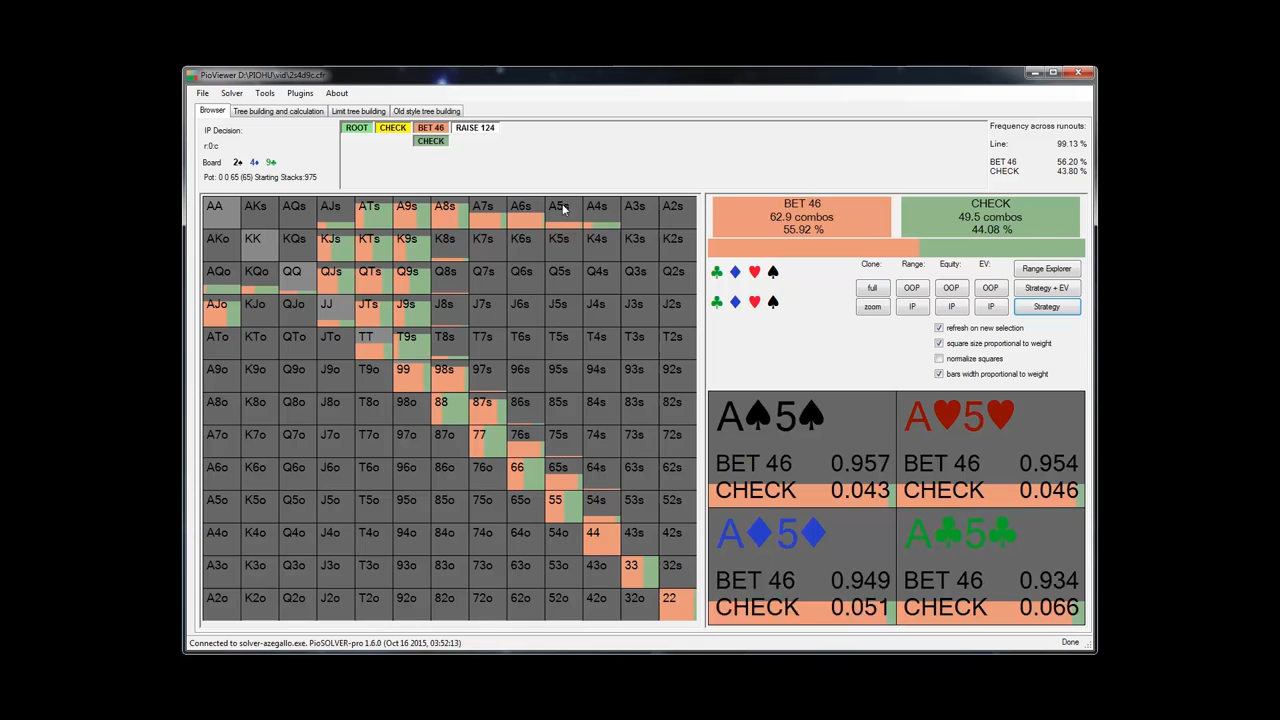 PioViewer D:\PIOHU\vid\2s4d9c.cfr
File Solver Tools Plugins About
Browser Tree building and calculation Limit tree building Old style tree building
IP Decision:
r:0:c
Board 2♠ 4♦ 9♣
Pot: 0 0 65 (65) Starting Stacks:975
ROOT CHECK BET 46 RAISE 124
CHECK
Frequency across runouts:
Line: 99.13 %
BET 46 56.20 %
CHECK 43.80 %
AA AKs AQs AJs ATs A9s A8s A7s A6s A5s A4s A3s A2s
AKo KK KQs KJs KTs K9s K8s K7s K6s K5s K4s K3s K2s
AQo KQo QQ QJs QTs Q9s Q8s Q7s Q6s Q5s Q4s Q3s Q2s
AJo KJo QJo JJ JTs J9s J8s J7s J6s J5s J4s J3s J2s
ATo KTo QTo JTo TT T9s T8s T7s T6s T5s T4s T3s T2s
A9o K9o Q9o J9o T9o 99 98s 97s 96s 95s 94s 93s 92s
A8o K8o Q8o J8o T8o 98o 88 87s 86s 85s 84s 83s 82s
A7o K7o Q7o J7o T7o 97o 87o 77 76s 75s 74s 73s 72s
A6o K6o Q6o J6o T6o 96o 86o 76o 66 65s 64s 63s 62s
A5o K5o Q5o J5o T5o 95o 85o 75o 65o 55 54s 53s 52s
A4o K4o Q4o J4o T4o 94o 84o 74o 64o 54o 44 43s 42s
A3o K3o Q3o J3o T3o 93o 83o 73o 63o 53o 43o 33 32s
A2o K2o Q2o J2o T2o 92o 82o 72o 62o 52o 42o 32o 22
BET 46
62.9 combos
55.92 %
CHECK
49.5 combos
44.08 %
♣ ♦ ♥ ♠
♣ ♦ ♥ ♠
Clone: Range: Equity: EV: Range Explorer
full OOP OOP OOP Strategy + EV
zoom IP IP IP Strategy
refresh on new selection
square size proportional to weight
normalize squares
bars width proportional to weight
A♠5♠
BET 46 0.957
CHECK 0.043
A♥5♥
BET 46 0.954
CHECK 0.046
A♦5♦
BET 46 0.949
CHECK 0.051
A♣5♣
BET 46 0.934
CHECK 0.066
Connected to solver-azegallo.exe. PioSOLVER-pro 1.6.0 (Oct 16 2015, 03:52:13) Done